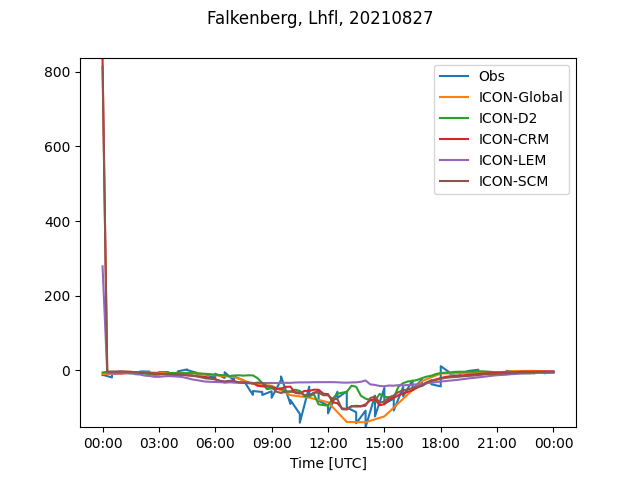 Falkenberg, Lhfl, 20210827
Obs
ICON-Global
ICON-D2
ICON-CRM
ICON-LEM
ICON-SCM
800
600
400
200
0
00:00 03:00 06:00 09:00 12:00 15:00 18:00 21:00 00:00
Time [UTC]